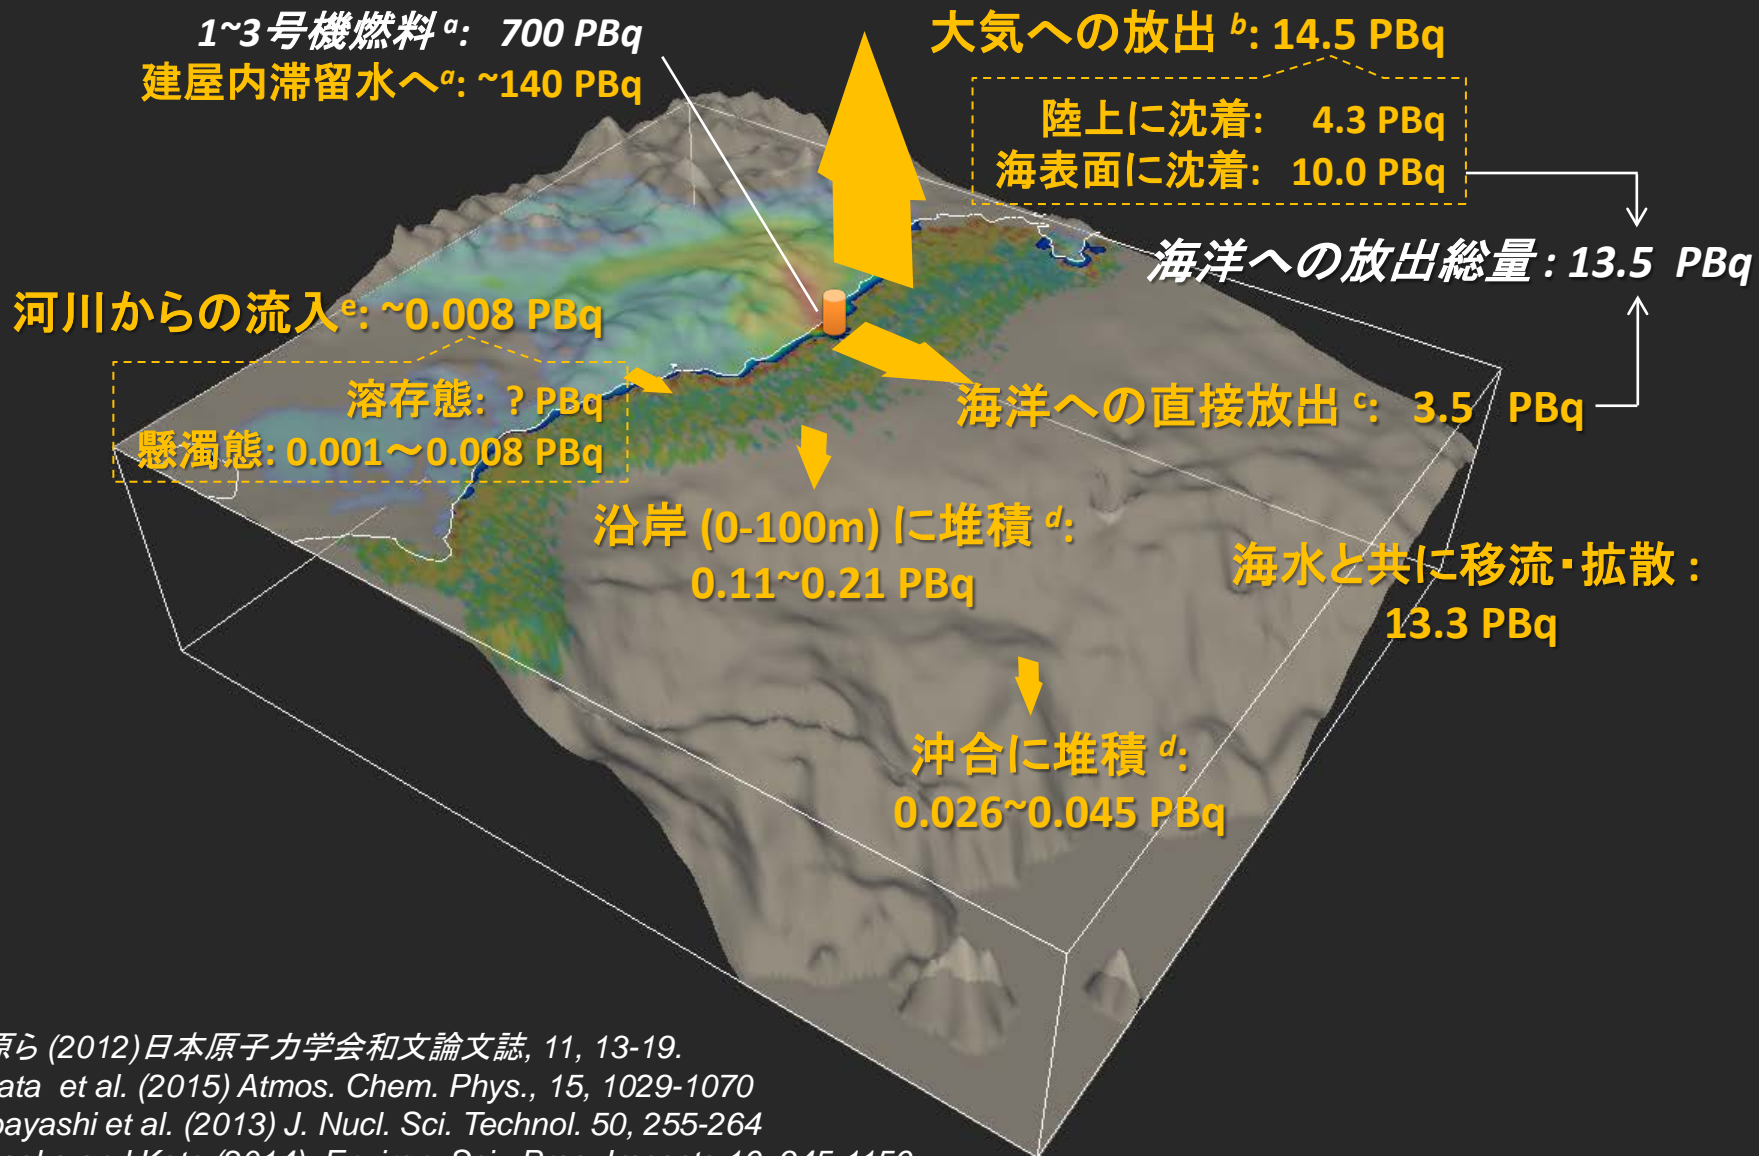 1~3号機燃料 a: 700 PBq
建屋内滞留水へa: ~140 PBq
大気への放出 b: 14.5 PBq
陸上に沈着: 4.3 PBq
海表面に沈着: 10.0 PBq
海洋への放出総量 : 13.5 PBq
河川からの流入e: ~0.008 PBq
溶存態: ? PBq
懸濁態: 0.001～0.008 PBq
海洋への直接放出 c: 3.5 PBq
沿岸 (0-100m) に堆積 d:
0.11~0.21 PBq
海水と共に移流・拡散 :
13.3 PBq
沖合に堆積 d:
0.026~0.045 PBq
原ら (2012)日本原子力学会和文論文誌, 11, 13-19.
ata et al. (2015) Atmos. Chem. Phys., 15, 1029-1070
bayashi et al. (2013) J. Nucl. Sci. Technol. 50, 255-264